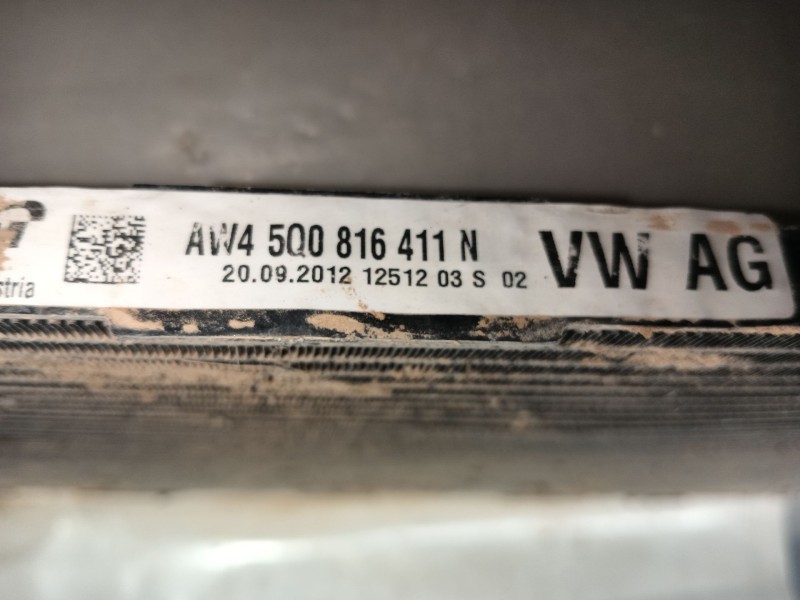 AW4 5Q0 816 411 N
20.09.2012 12512 03 S 02
VW AG
stria